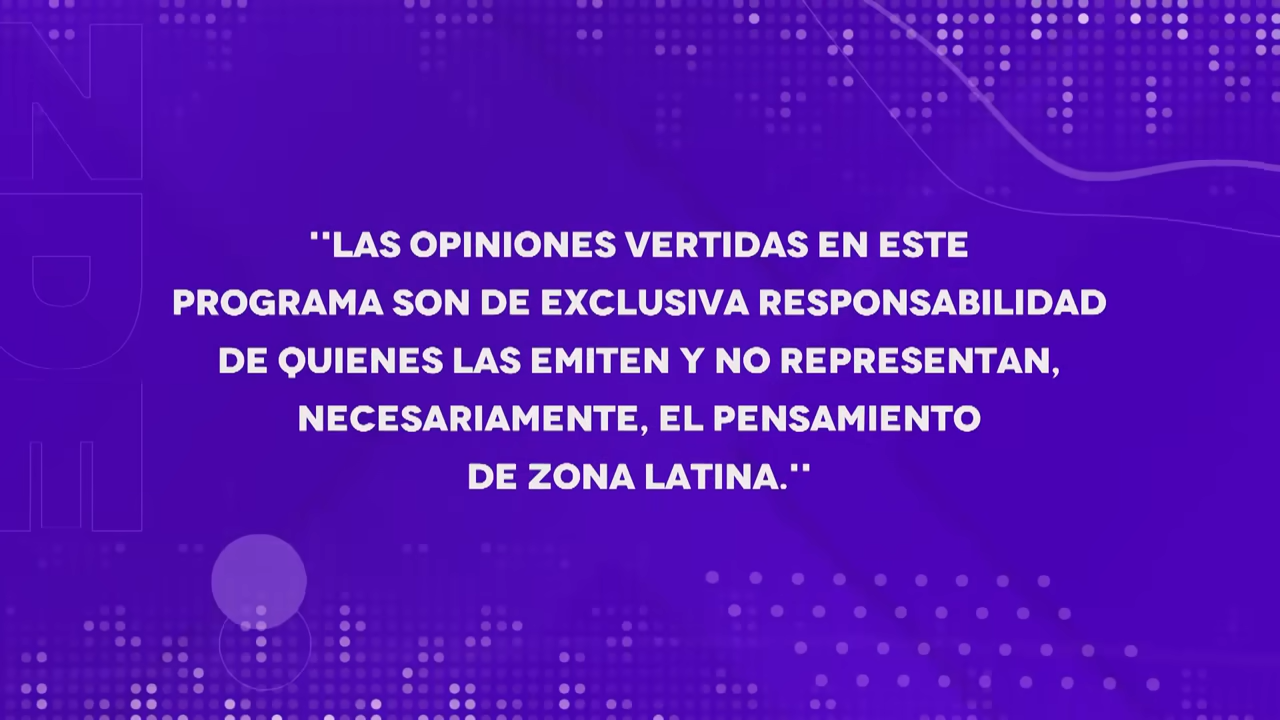 ¨LAS OPINIONES VERTIDAS EN ESTE
PROGRAMA SON DE EXCLUSIVA RESPONSABILIDAD
DE QUIENES LAS EMITEN Y NO REPRESENTAN,
NECESARIAMENTE, EL PENSAMIENTO
DE ZONA LATINA.¨